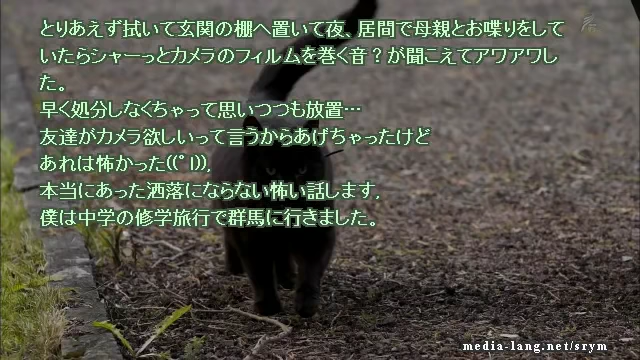 とりあえず拭いて玄関の棚へ置いて夜、居間で母親とお喋りをして
いたらシャーっとカメラのフィルムを巻く音？が聞こえてアワアワし
た。
早く処分しなくちゃって思いつつも放置…
友達がカメラ欲しいって言うからあげちゃったけど
あれは怖かった((ﾟl)),
本当にあった洒落にならない怖い話します,
僕は中学の修学旅行で群馬に行きました。
media-lang.net/srym